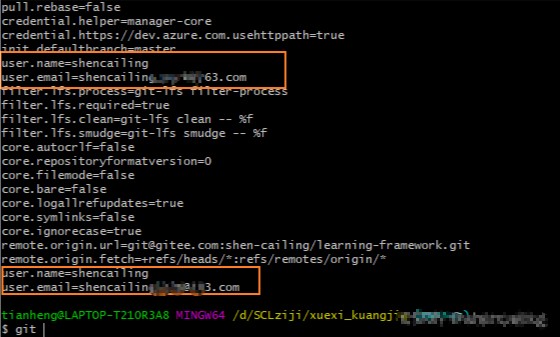 pull.rebase=false
credential.helper=manager-core
credential.https://dev.azure.com.usehttppath=true
init.defaultbranch=master
user.name=shencailing
user.email=shencailing 63.com
filter.lfs.process=git-lfs filter-process
filter.lfs.required=true
filter.lfs.clean=git-lfs clean -- %f
filter.lfs.smudge=git-lfs smudge -- %f
core.autocrlf=false
core.repositoryformatversion=0
core.filemode=false
core.bare=false
core.logallrefupdates=true
core.symlinks=false
core.ignorecase=true
remote.origin.url=git@gitee.com:shen-cailing/learning-framework.git
remote.origin.fetch=+refs/heads/*:refs/remotes/origin/*
user.name=shencailing
user.email=shencailing 3.com
tianheng@LAPTOP-T21OR3A8 MINGW64 /d/SCLziji/xuexi_kuangji
$ git